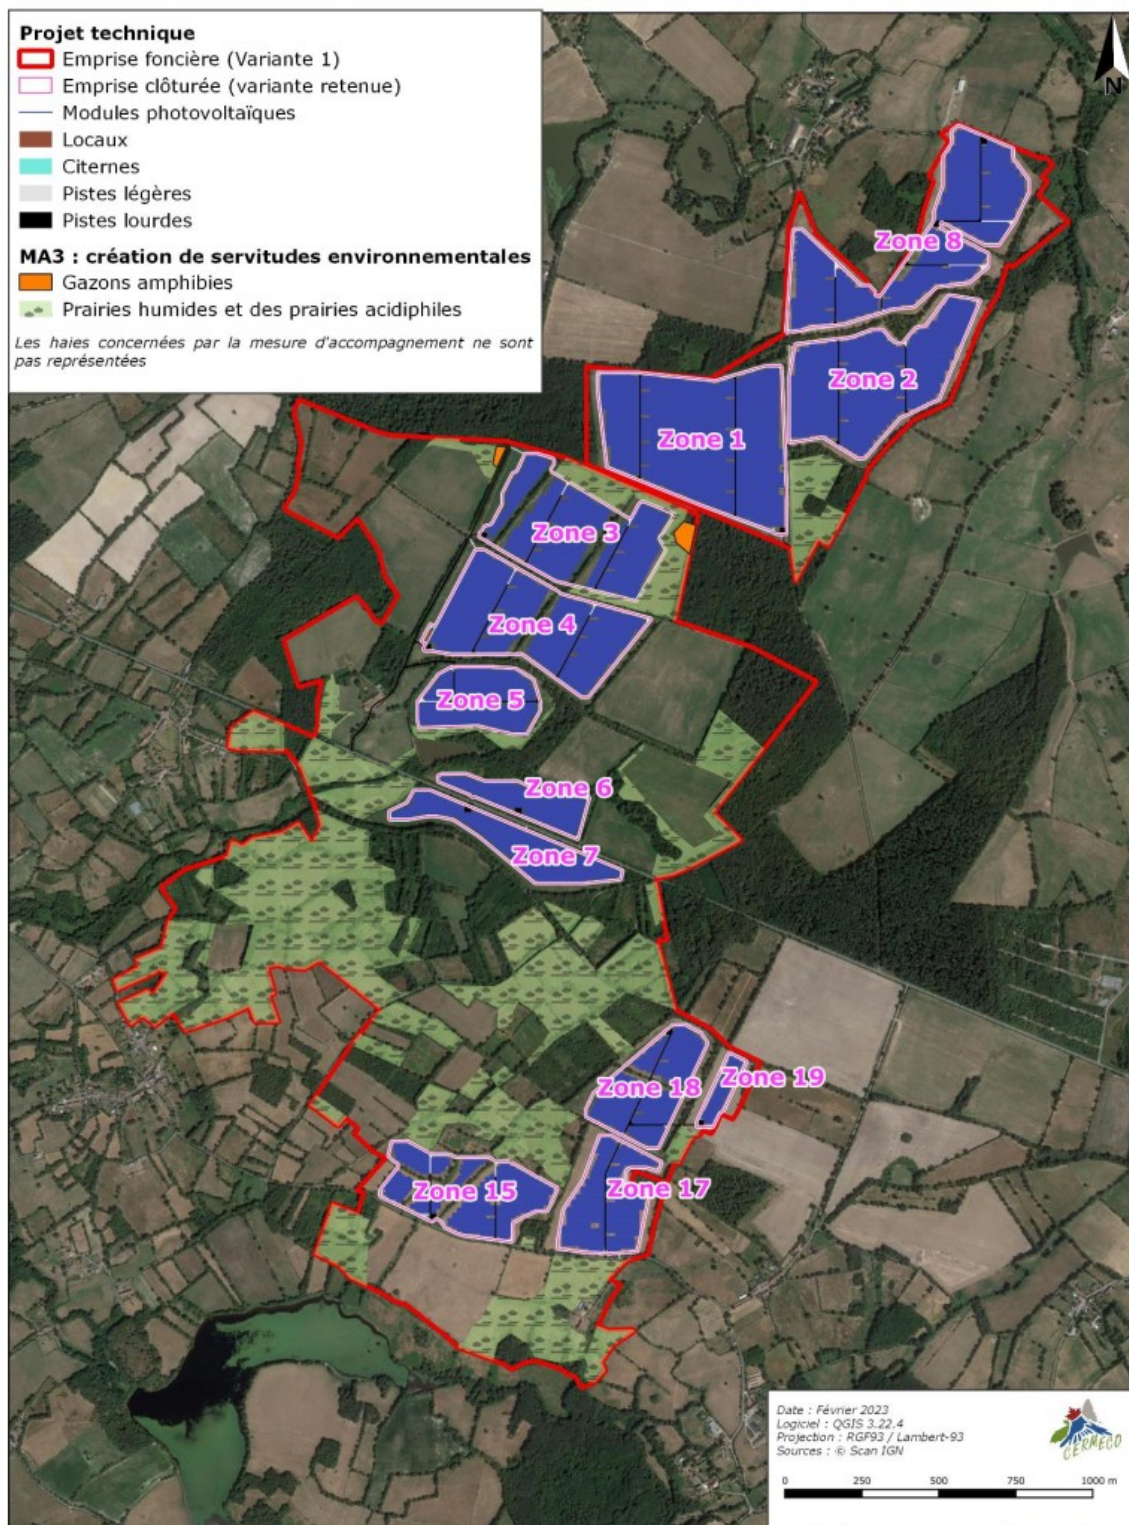 Projet technique
Emprise foncière (Variante 1)
Emprise clôturée (variante retenue)
Modules photovoltaïques
Locaux
Citernes
Pistes légères
Pistes lourdes
MA3 : création de servitudes environnementales
Gazons amphibies
Prairies humides et des prairies acidiphiles
Les haies concernées par la mesure d'accompagnement ne sont
pas représentées
N
Zone 8
Zone 2
Zone 1
Zone 3
Zone 4
Zone 5
Zone 6
Zone 7
Zone 18
Zone 19
Zone 15
Zone 17
Date : Février 2023
Logiciel : QGIS 3.22.4
Projection : RGF93 / Lambert-93
Sources : © Scan IGN
CERMECO
0 250 500 750 1000 m